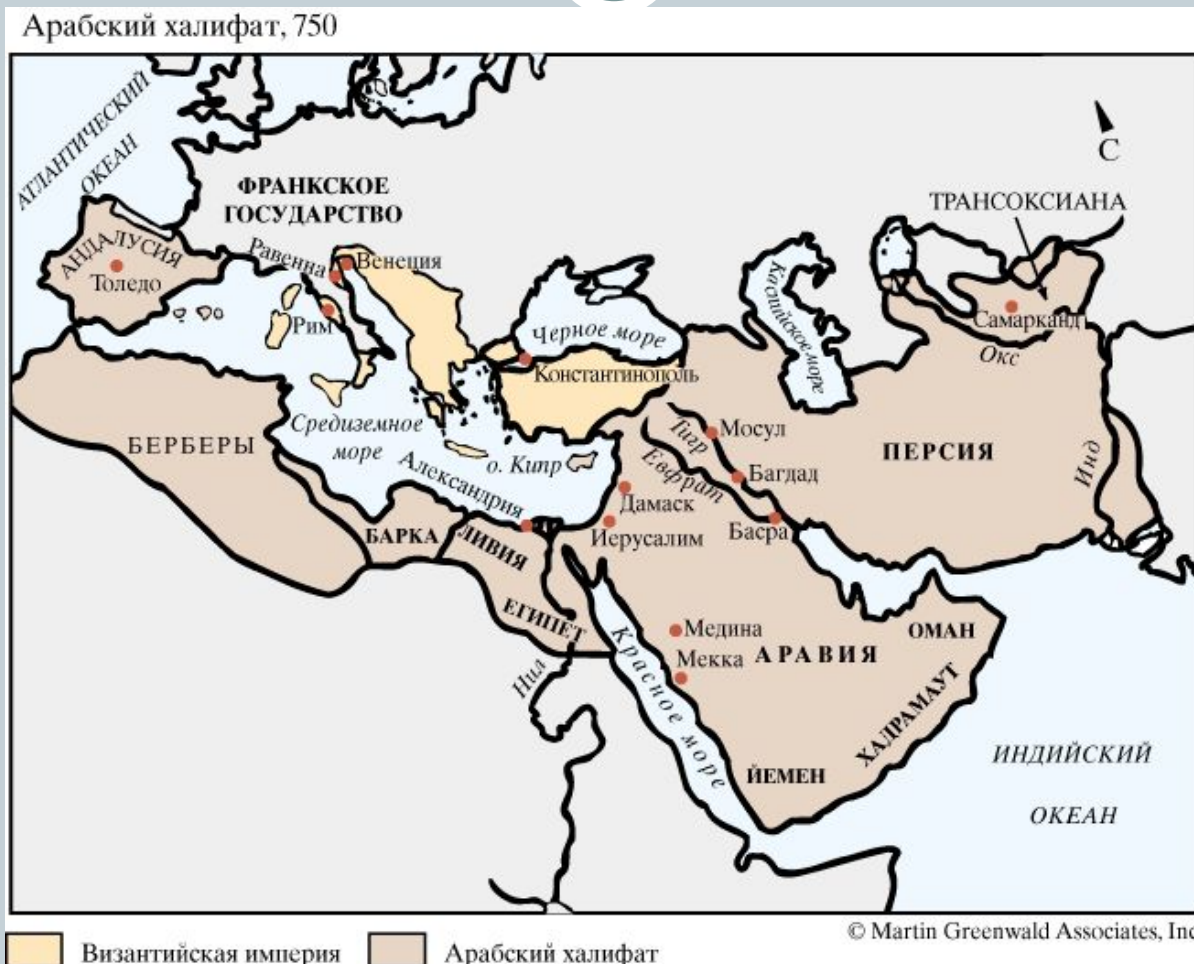 Арабский халифат, 750
АТЛАНТИЧЕСКИЙ
ОКЕАН
С
ФРАНКСКОЕ
ГОСУДАРСТВО
ТРАНСОКСИАНА
АНДАЛУСИЯ
Толедо
Равенна
Венеция
Рим
Черное море
Каспийское море
Самарканд
Окс
Константинополь
Средиземное
море
БЕРБЕРЫ
о. Кипр
Александрия
Тигр
Мосул
Евфрат
Багдад
ПЕРСИЯ
Инд
Дамаск
Иерусалим
Басра
БАРКА
ЛИВИЯ
ЕГИПЕТ
Нил
Красное море
Медина
Мекка
АРАВИЯ
ОМАН
ХАДРАМАУТ
ЙЕМЕН
ИНДИЙСКИЙ
ОКЕАН
© Martin Greenwald Associates, Inc
Византийская империя
Арабский халифат